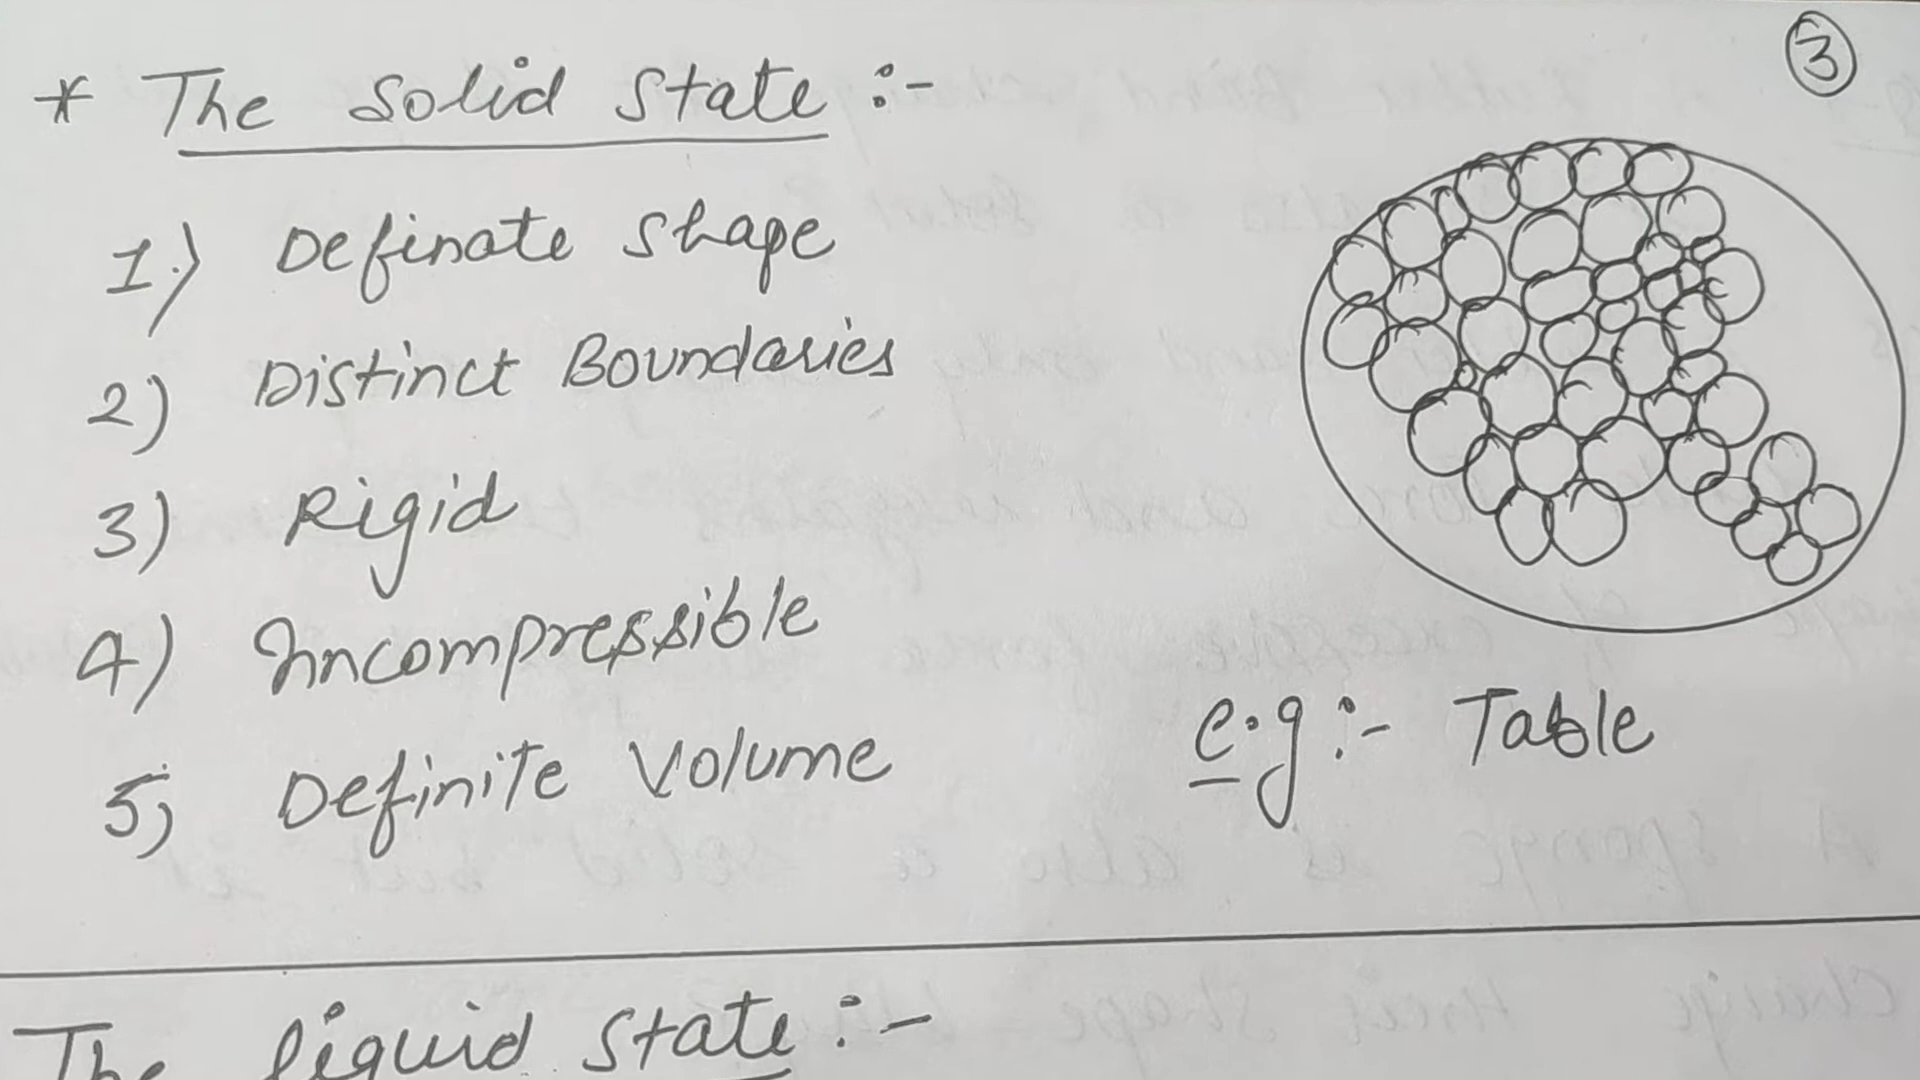 3
* The Solid State :-
1.) Definate Shape
2) Distinct Boundaries
3) Rigid
4) Incompressible
5) Definite Volume
e.g :- Table
The liquid State :-